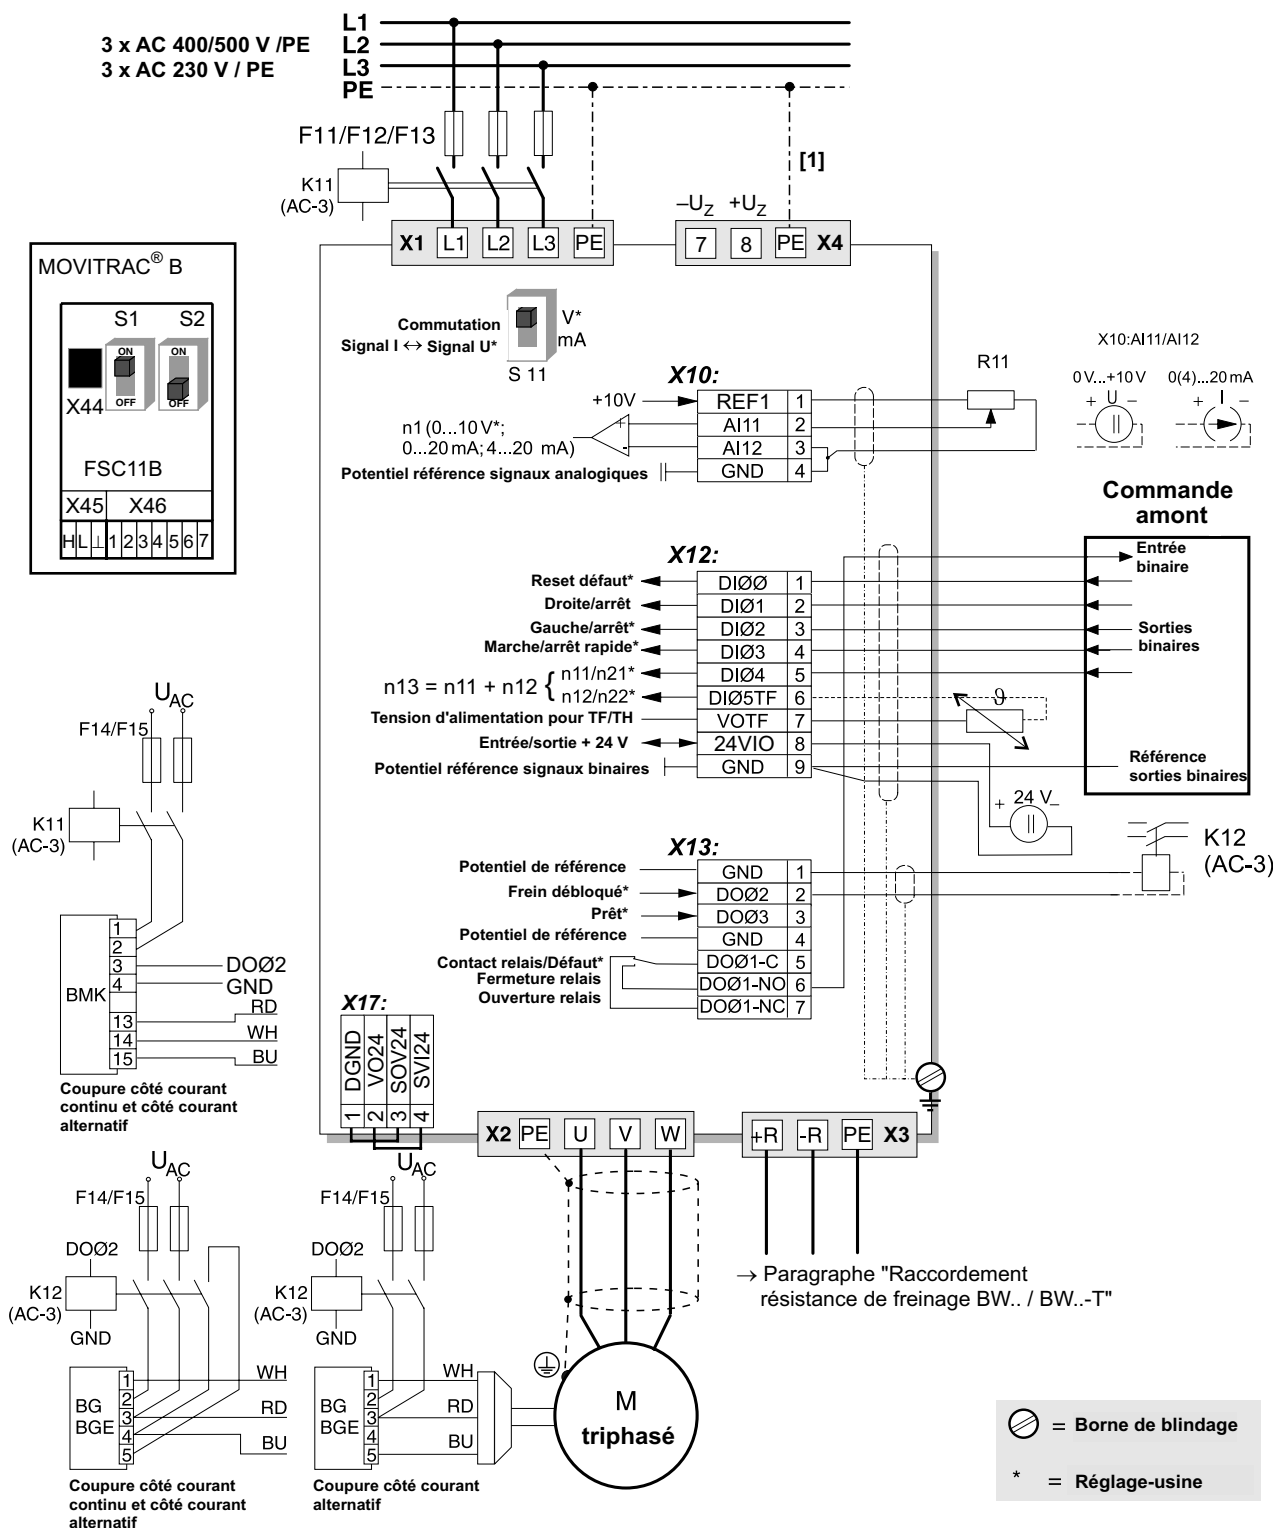 L1
3 x AC 400/500 V /PE
L2
3 x AC 230 V / PE
L3
PE
F11/F12/F13
[1]
K11
(AC-3)
–UZ +UZ
X1 L1 L2 L3 PE
7 8 PE X4
MOVITRAC® B
S1 S2
ON ON
OFF OFF
X44
FSC11B
X45 X46
H L ⊥ 1 2 3 4 5 6 7
Commutation
Signal I ↔ Signal U*
V*
mA
S 11
X10:
+10V
REF1 1
AI11 2
AI12 3
GND 4
n1 (0...10 V*;
0...20 mA; 4...20 mA)
+
-
Potentiel référence signaux analogiques
R11
X10:AI11/AI12
0V...+10V 0(4)...20mA
+ U – + I –
Commande
amont
Entrée
binaire
Sorties
binaires
Référence
sorties binaires
X12:
Reset défaut* DIØØ 1
Droite/arrêt DIØ1 2
Gauche/arrêt* DIØ2 3
Marche/arrêt rapide* DIØ3 4
n13 = n11 + n12 {
n11/n21* DIØ4 5
n12/n22* DIØ5TF 6
Tension d'alimentation pour TF/TH VOTF 7
Entrée/sortie + 24 V 24VIO 8
Potentiel référence signaux binaires GND 9
ϑ
+ 24 V –
K12
(AC-3)
X13:
Potentiel de référence GND 1
Frein débloqué* DOØ2 2
Prêt* DOØ3 3
Potentiel de référence GND 4
Contact relais/Défaut* DOØ1-C 5
Fermeture relais DOØ1-NO 6
Ouverture relais DOØ1-NC 7
UAC
F14/F15
K11
(AC-3)
BMK
1
2
3 DOØ2
4 GND
13 RD
14 WH
15 BU
Coupure côté courant
continu et côté courant
alternatif
X17:
DGND VO24 SOV24 SVI24
1 2 3 4
X2 PE U V W
+R -R PE X3
→ Paragraphe "Raccordement
résistance de freinage BW.. / BW..-T"
UAC
F14/F15
DOØ2
K12
(AC-3)
GND
BG
BGE
1
2
3
4
5
WH
RD
BU
Coupure côté courant
continu et côté courant
alternatif
UAC
F14/F15
DOØ2
K12
(AC-3)
GND
BG
BGE
1
2
3
4
5
WH
RD
BU
Coupure côté courant
alternatif
M
triphasé
= Borne de blindage
* = Réglage-usine